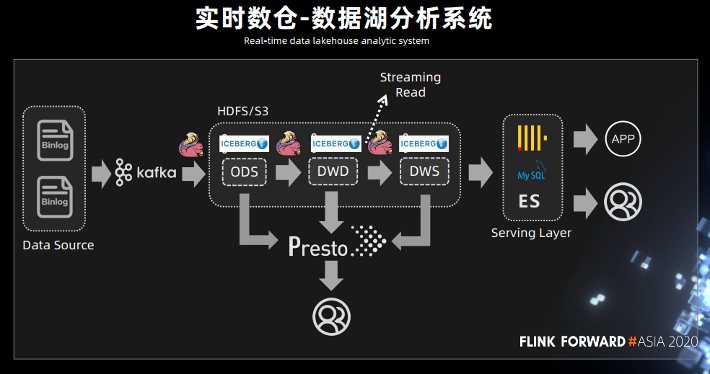 实时数仓-数据湖分析系统
Real-time data lakehouse analytic system
Streaming
Read
HDFS/S3
Binlog
Binlog
Data Source
kafka
ICEBERG
ICEBERG
ICEBERG
ODS
DWD
DWS
Presto
MySQL
ES
Serving Layer
APP
FLINK FORWARD #ASIA 2020